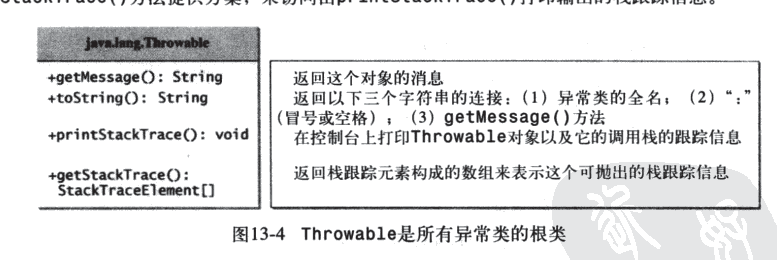 StackTrace()方法提供方案，来访问由printStackTrace()打印输出的栈跟踪信息。
java.lang.Throwable
+getMessage(): String
+toString(): String
+printStackTrace(): void
+getStackTrace():
StackTraceElement[]
返回这个对象的消息
返回以下三个字符串的连接：(1) 异常类的全名；(2) “:”
(冒号或空格)；(3) getMessage()方法
在控制台上打印Throwable对象以及它的调用栈的跟踪信息
返回栈跟踪元素构成的数组来表示这个可抛出的栈跟踪信息
图13-4 Throwable是所有异常类的根类